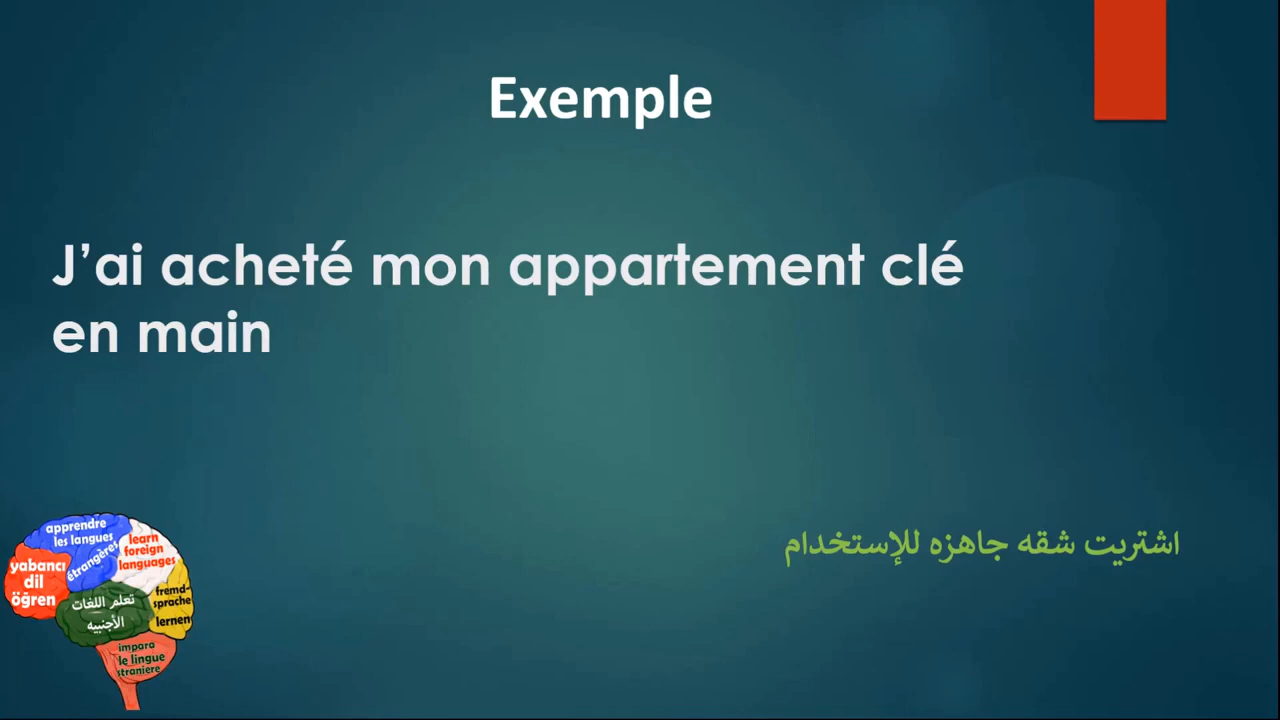 Exemple
J’ai acheté mon appartement clé
en main
اشتريت شقه جاهزه للإستخدام
apprendre
les langues
étrangères
learn
foreign
languages
yabancı
dil
öğren
تعلم اللغات
الأجنبيه
fremd-
sprache
lernen
impara
le lingue
straniere